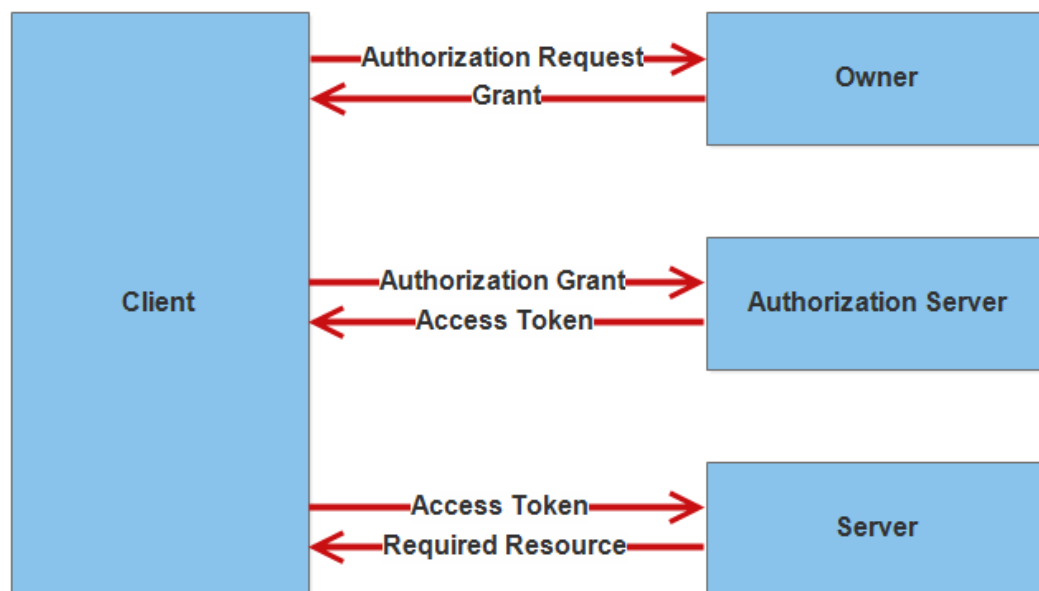 Authorization Request
Owner
Grant
Client
Authorization Grant
Authorization Server
Access Token
Access Token
Server
Required Resource